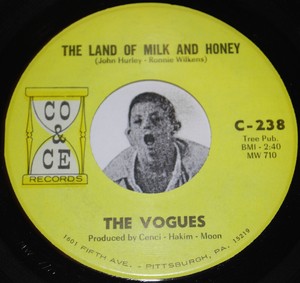 THE LAND OF MILK AND HONEY
(John Hurley - Ronnie Wilkens)
CO
&
CE
RECORDS
C-238
Tree Pub.
BMI - 2:40
MW 710
THE VOGUES
Produced by Cenci - Hakim - Moon
1501 FIFTH AVE. - PITTSBURGH, PA. 15219